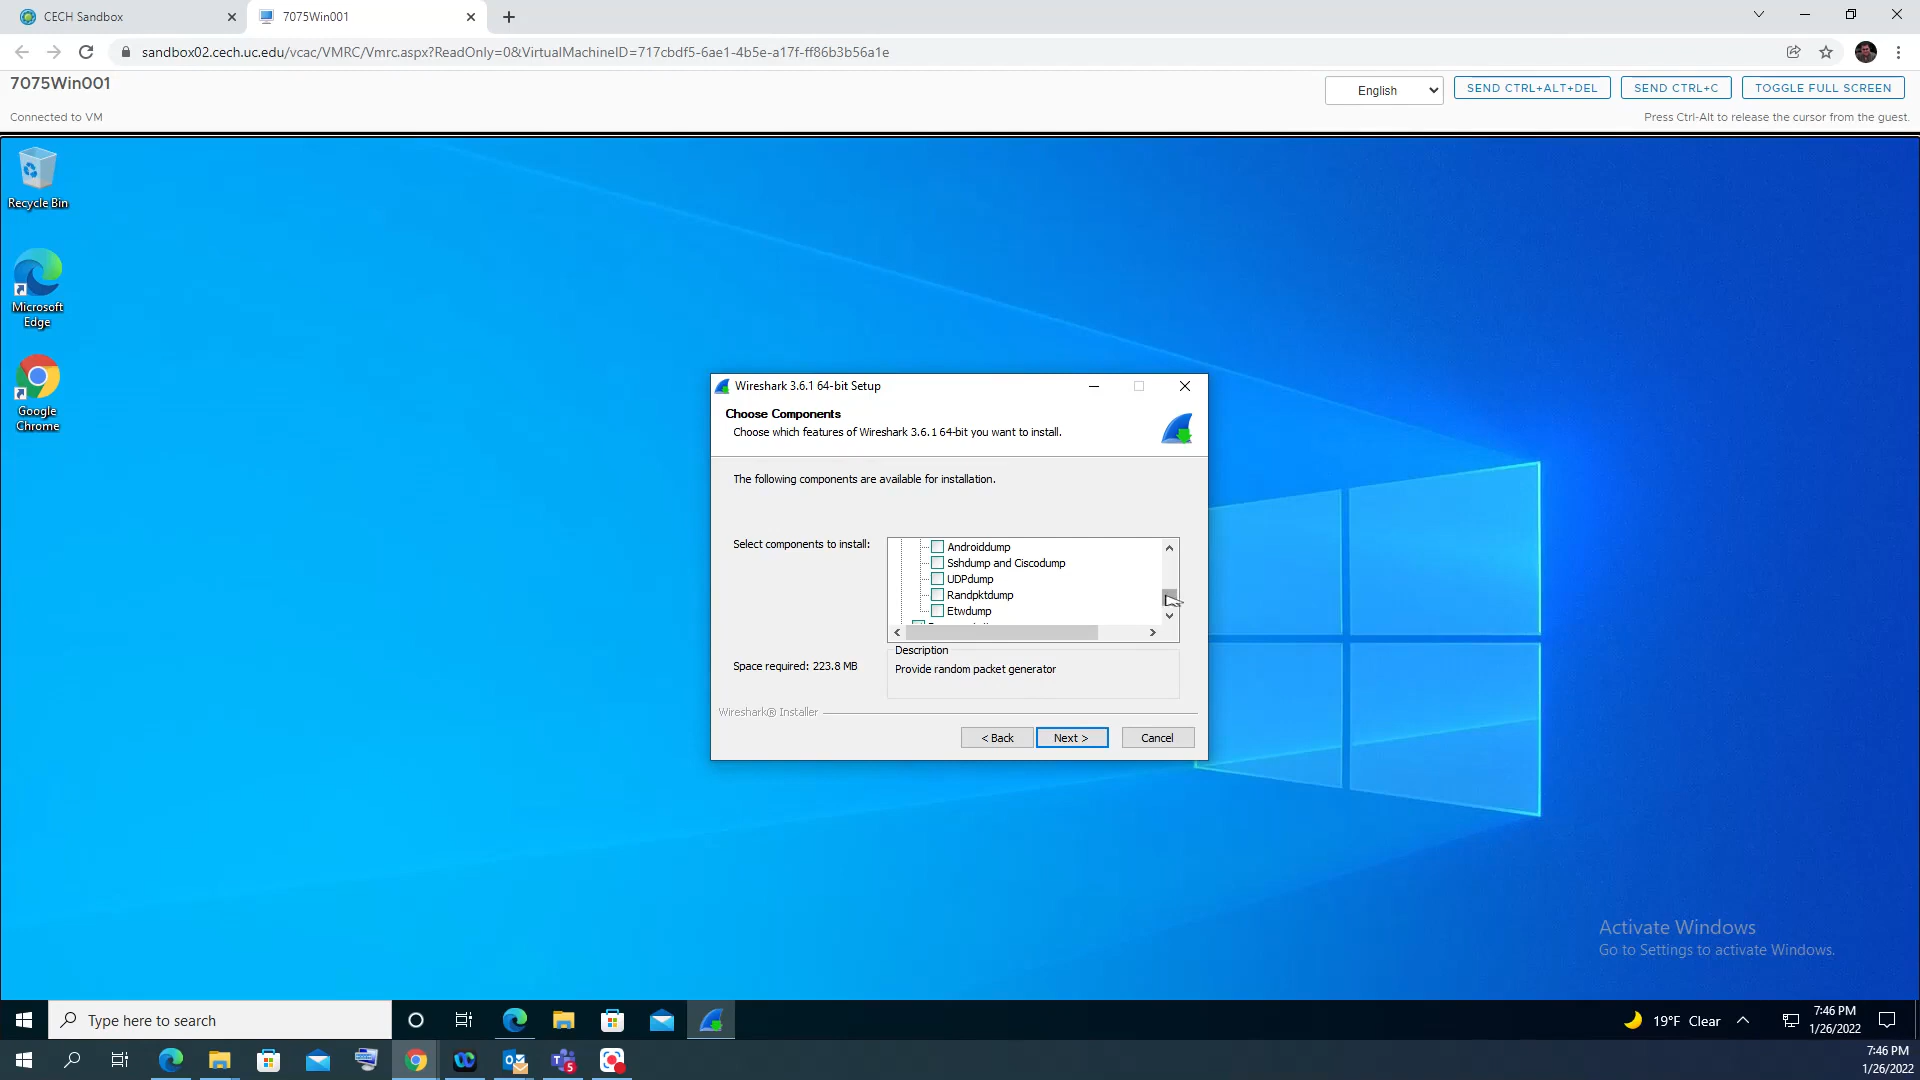 CECH Sandbox
7075Win001
sandbox02.cech.uc.edu/vcac/VMRC/Vmrc.aspx?ReadOnly=0&VirtualMachineID=717cbdf5-6ae1-4b5e-a17f-ff86b3b56a1e
7075Win001
English
SEND CTRL+ALT+DEL
SEND CTRL+C
TOGGLE FULL SCREEN
Connected to VM
Press Ctrl-Alt to release the cursor from the guest.
Recycle Bin
Microsoft
Edge
Google
Chrome
Wireshark 3.6.1 64-bit Setup
Choose Components
Choose which features of Wireshark 3.6.1 64-bit you want to install.
The following components are available for installation.
Select components to install:
Androiddump
Sshdump and Ciscodump
UDPdump
Randpktdump
Etwdump
Description
Provide random packet generator
Space required: 223.8 MB
Wireshark® Installer
< Back
Next >
Cancel
Activate Windows
Go to Settings to activate Windows.
Type here to search
19°F Clear
7:46 PM
1/26/2022
5
7:46 PM
1/26/2022